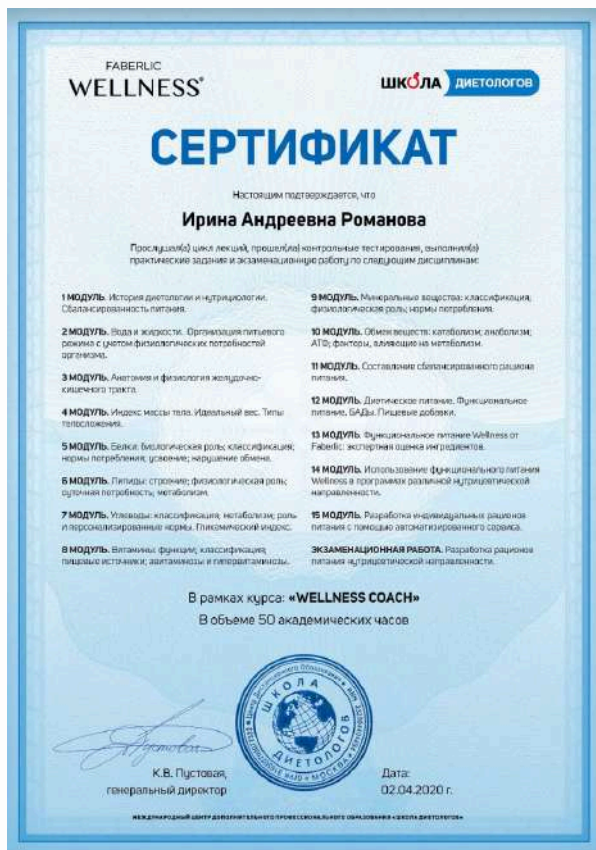 FABERLIC
WELLNESS®
ШКОЛА ДИЕТОЛОГОВ
СЕРТИФИКАТ
Настоящим подтверждается, что
Ирина Андреевна Романова
Прослушал(а) цикл лекций, прошел(ла) контрольные тестирования, выполнил(а)
практические задания и экзаменационную работу по следующим дисциплинам:
1 МОДУЛЬ. История диетологии и нутрициологии.
Сбалансированность питания.
2 МОДУЛЬ. Вода и жидкости. Организация питьевого
режима с учетом физиологических потребностей
организма.
3 МОДУЛЬ. Анатомия и физиология желудочно-
кишечного тракта.
4 МОДУЛЬ. Индекс массы тела. Идеальный вес. Типы
телосложения.
5 МОДУЛЬ. Белки: биологическая роль; классификация;
нормы потребления; усвоение; нарушение обмена.
6 МОДУЛЬ. Липиды: строение; физиологическая роль;
суточная потребность; метаболизм.
7 МОДУЛЬ. Углеводы: классификация; метаболизм; роль
и персонализированные нормы. Гликемический индекс.
8 МОДУЛЬ. Витамины: функции; классификация;
пищевые источники; авитаминозы и гипервитаминозы.
9 МОДУЛЬ. Минеральные вещества: классификация;
физиологическая роль; нормы потребления.
10 МОДУЛЬ. Обмен веществ: катаболизм; анаболизм;
АТФ; факторы, влияющие на метаболизм.
11 МОДУЛЬ. Составление сбалансированного рациона
питания.
12 МОДУЛЬ. Диетическое питание. Функциональное
питание. БАДы. Пищевые добавки.
13 МОДУЛЬ. Функциональное питание Wellness от
Faberlic: экспертная оценка ингредиентов.
14 МОДУЛЬ. Использование функционального питания
Wellness в программах различной нутрицевтической
направленности.
15 МОДУЛЬ. Разработка индивидуальных рационов
питания с помощью автоматизированного сервиса.
ЭКЗАМЕНАЦИОННАЯ РАБОТА. Разработка рационов
питания нутрицевтической направленности.
В рамках курса: «WELLNESS COACH»
В объеме 50 академических часов
ШКОЛА
ДИЕТОЛОГОВ
МОСКВА
К.В. Пустовая,
генеральный директор
Дата:
02.04.2020 г.
МЕЖДУНАРОДНЫЙ ЦЕНТР ДОПОЛНИТЕЛЬНОГО ПРОФЕССИОНАЛЬНОГО ОБРАЗОВАНИЯ «ШКОЛА ДИЕТОЛОГОВ»